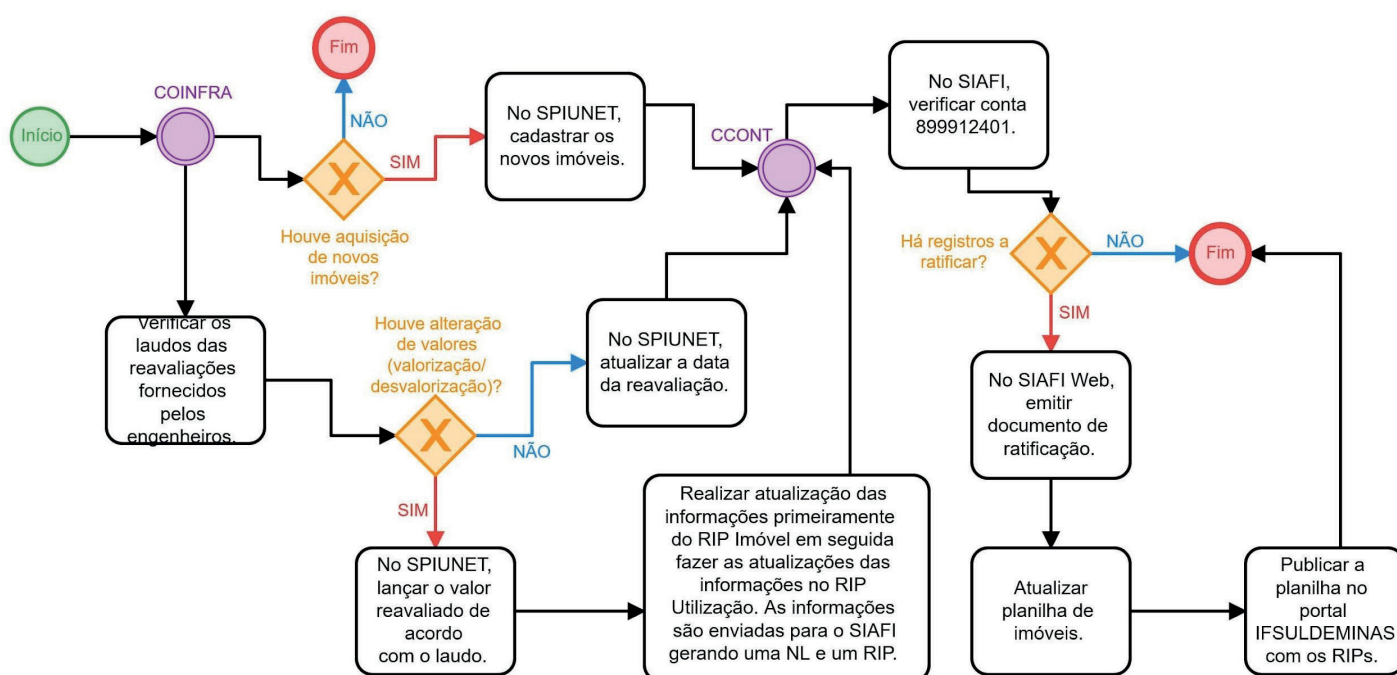 Início
COINFRA
Fim
NÃO
SIM
Houve aquisição
de novos
imóveis?
No SPIUNET,
cadastrar os
novos imóveis.
CCONT
No SIAFI,
verificar conta
899912401.
Há registros a
ratificar?
NÃO
Fim
SIM
Verificar os
laudos das
reavaliações
fornecidos
pelos
engenheiros.
Houve alteração
de valores
(valorização/
desvalorização)?
NÃO
SIM
No SPIUNET,
atualizar a data
da reavaliação.
No SPIUNET,
lançar o valor
reavaliado de
acordo
com o laudo.
Realizar atualização das
informações primeiramente
do RIP Imóvel em seguida
fazer as atualizações das
informações no RIP
Utilização. As informações
são enviadas para o SIAFI
gerando uma NL e um RIP.
No SIAFI Web,
emitir
documento de
ratificação.
Atualizar
planilha de
imóveis.
Publicar a
planilha no
portal
IFSULDEMINAS
com os RIPs.